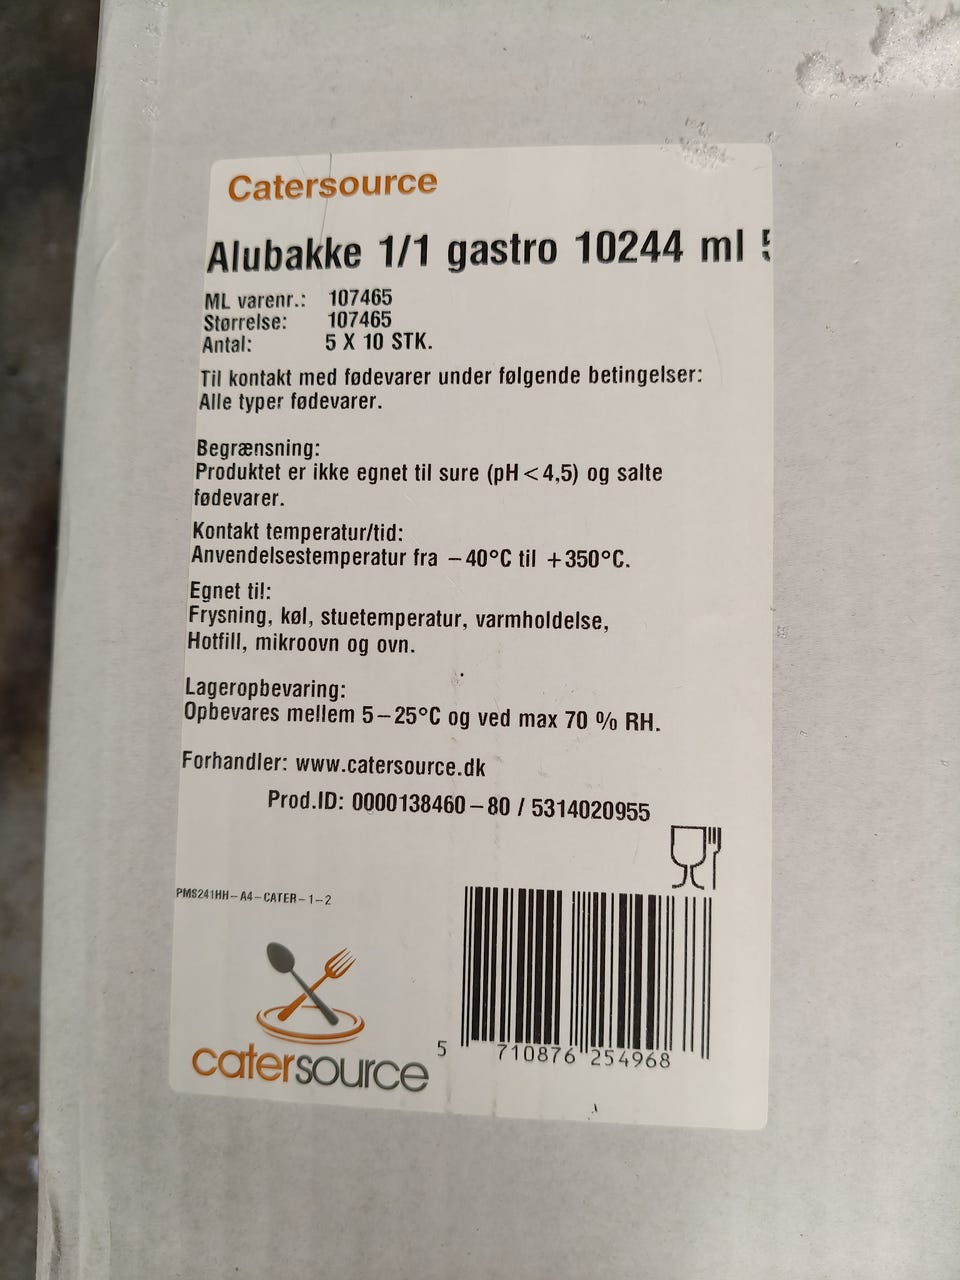 Catersource
Alubakke 1/1 gastro 10244 ml
ML varenr.: 107465
Størrelse: 107465
Antal: 5 X 10 STK.
Til kontakt med fødevarer under følgende betingelser:
Alle typer fødevarer.
Begrænsning:
Produktet er ikke egnet til sure (pH<4,5) og salte
fødevarer.
Kontakt temperatur/tid:
Anvendelsestemperatur fra –40°C til +350°C.
Egnet til:
Frysning, køl, stuetemperatur, varmholdelse,
Hotfill, mikroovn og ovn.
Lageropbevaring:
Opbevares mellem 5–25°C og ved max 70 % RH.
Forhandler: www.catersource.dk
Prod.ID: 0000138460–80 / 5314020955
PMS241HH–A4–CATER–1–2
catersource
5 710876 254968